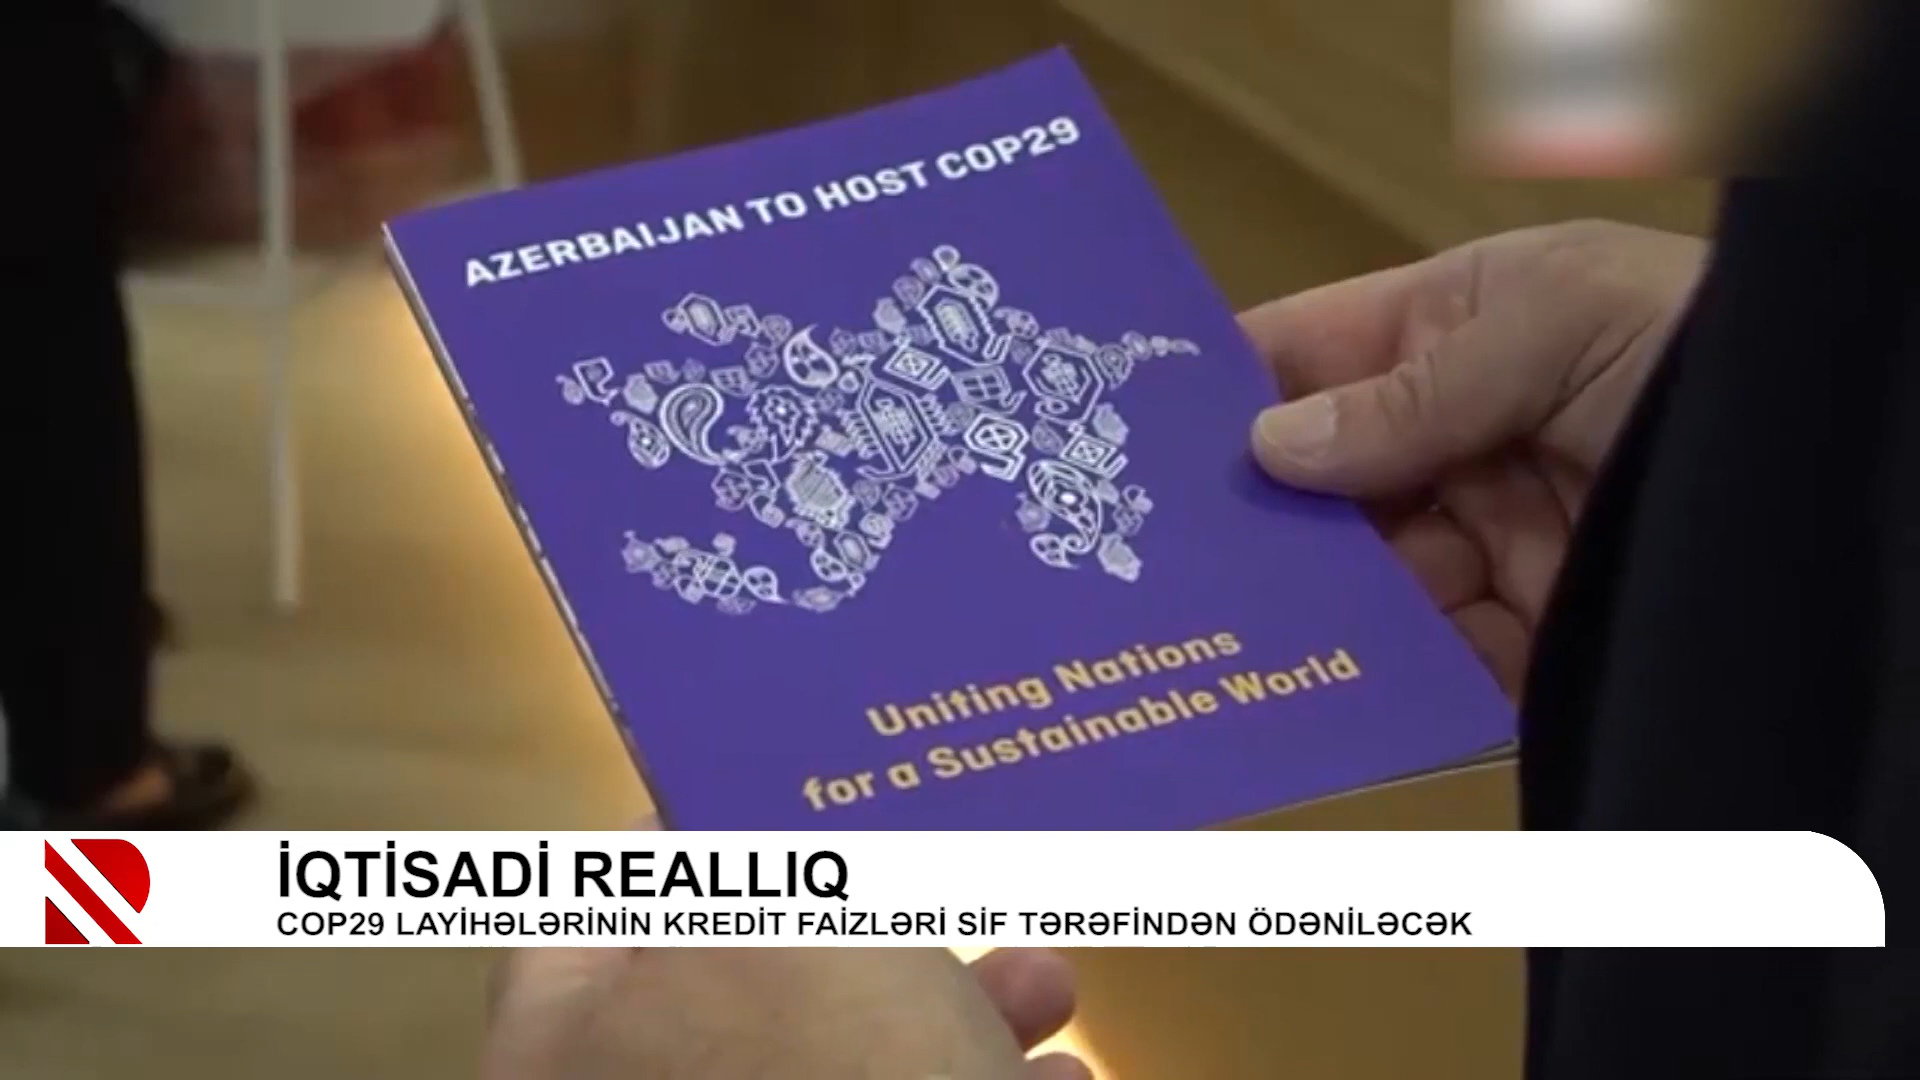 AZERBAIJAN TO HOST COP29
Uniting Nations
for a Sustainable World
İQTİSADİ REALLIQ
COP29 LAYİHƏLƏRİNİN KREDİT FAİZLƏRİ SİF TƏRƏFİNDƏN ÖDƏNİLƏCƏK